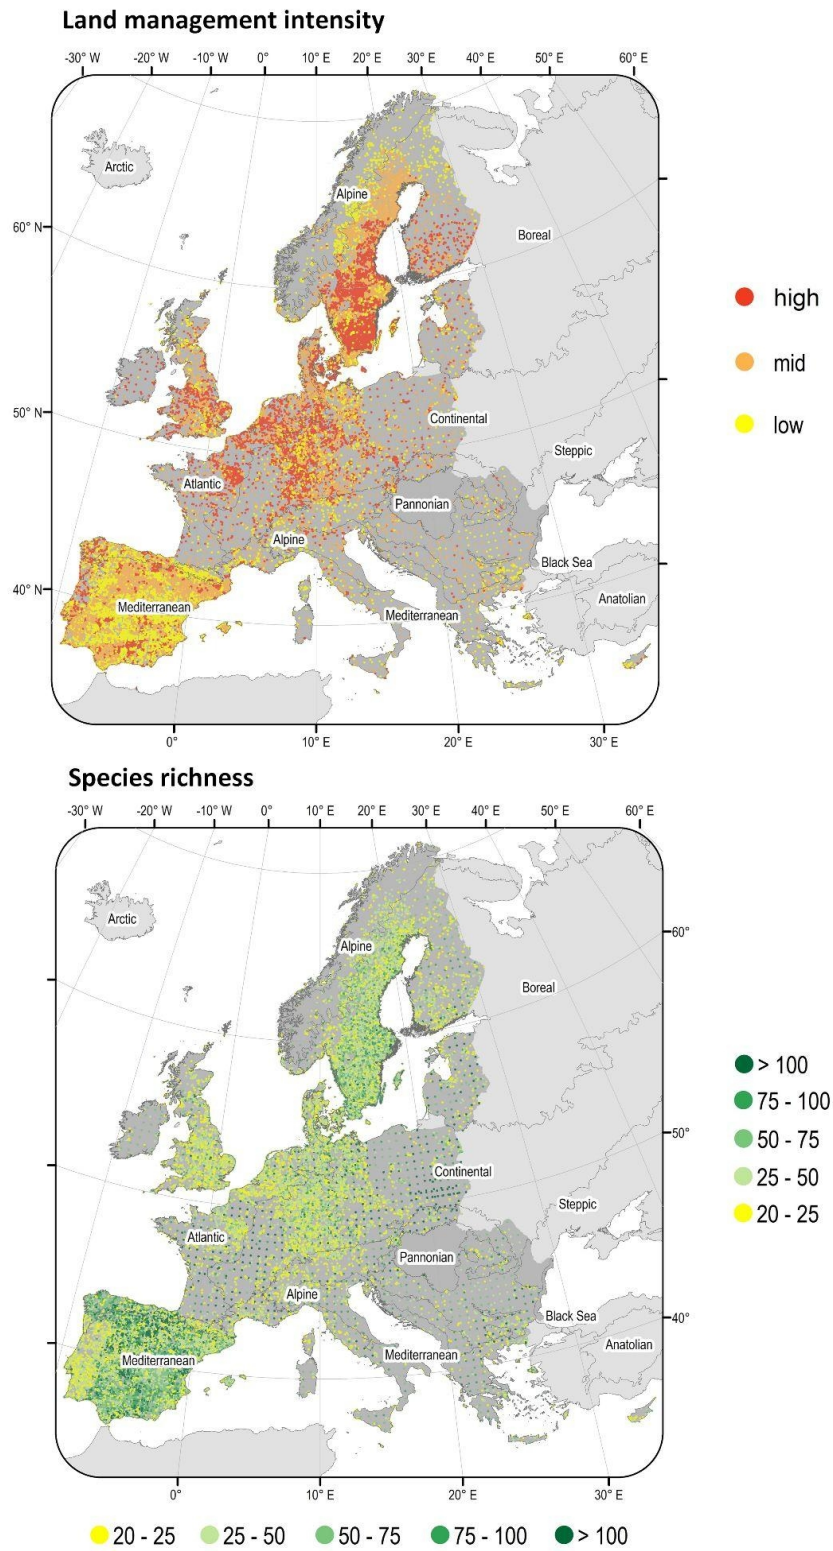 Land management intensity
-30° W -20° W -10° W 0° 10° E 20° E 30° E 40° E 50° E 60° E
Arctic
Alpine
60° N
Boreal
high
mid
50° N
Continental
low
Steppic
Atlantic
Pannonian
Alpine
Black Sea
40° N
Anatolian
Mediterranean
Mediterranean
0° 10° E 20° E 30° E
Species richness
-30° W -20° W -10° W 0° 10° E 20° E 30° E 40° E 50° E 60° E
Arctic
60°
Alpine
Boreal
> 100
75 - 100
50°
50 - 75
Continental
25 - 50
Steppic
20 - 25
Atlantic
Pannonian
Alpine
Black Sea
40°
Anatolian
Mediterranean
Mediterranean
0° 10° E 20° E 30° E
20 - 25 25 - 50 50 - 75 75 - 100 > 100